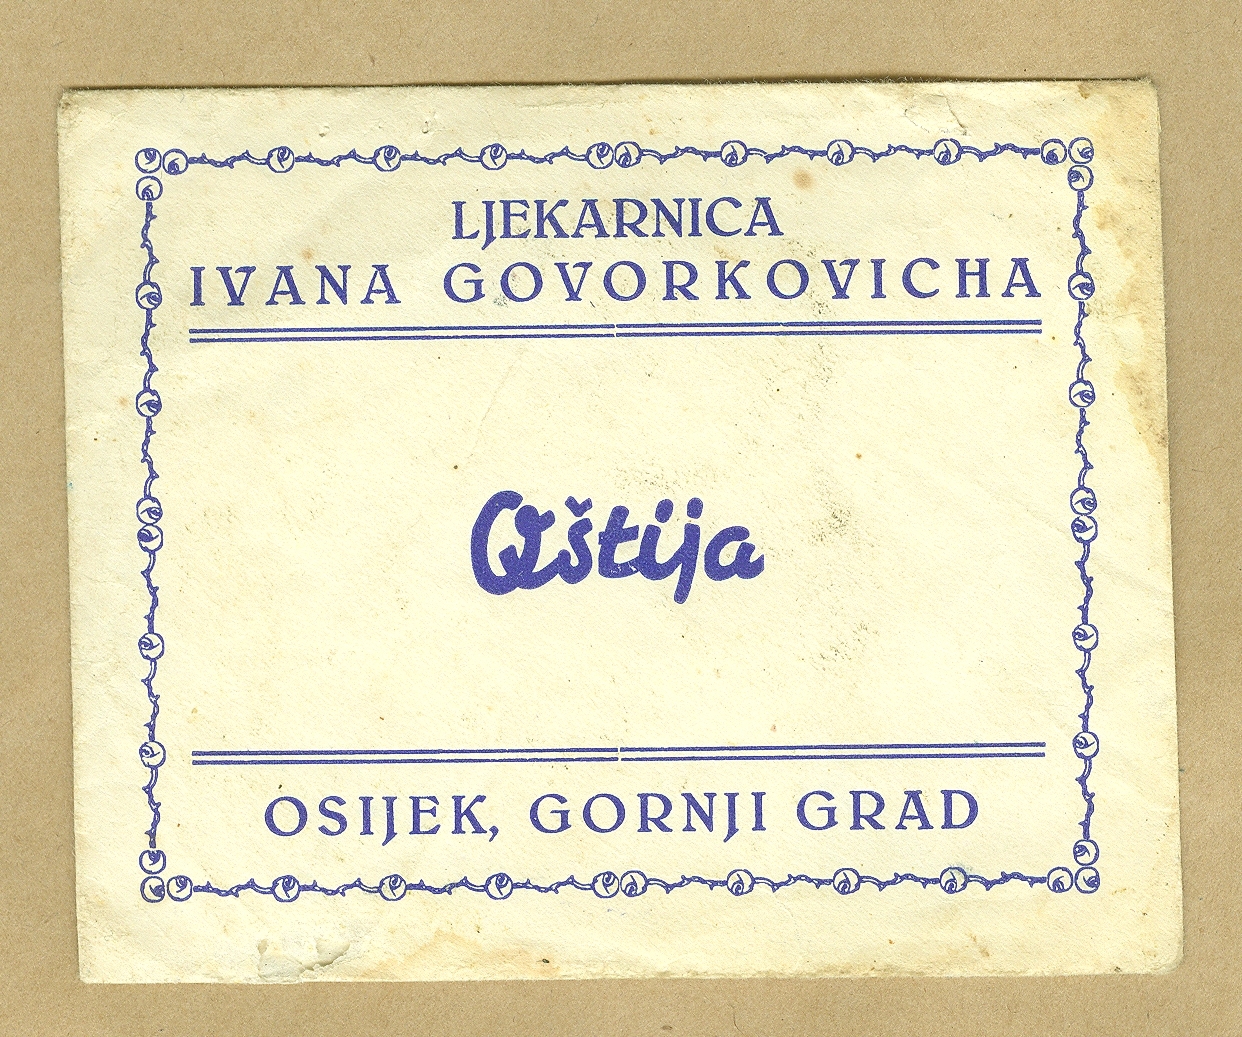 LJEKARNICA
IVANA GOVORKOVICHA
Oštija
OSIJEK, GORNJI GRAD